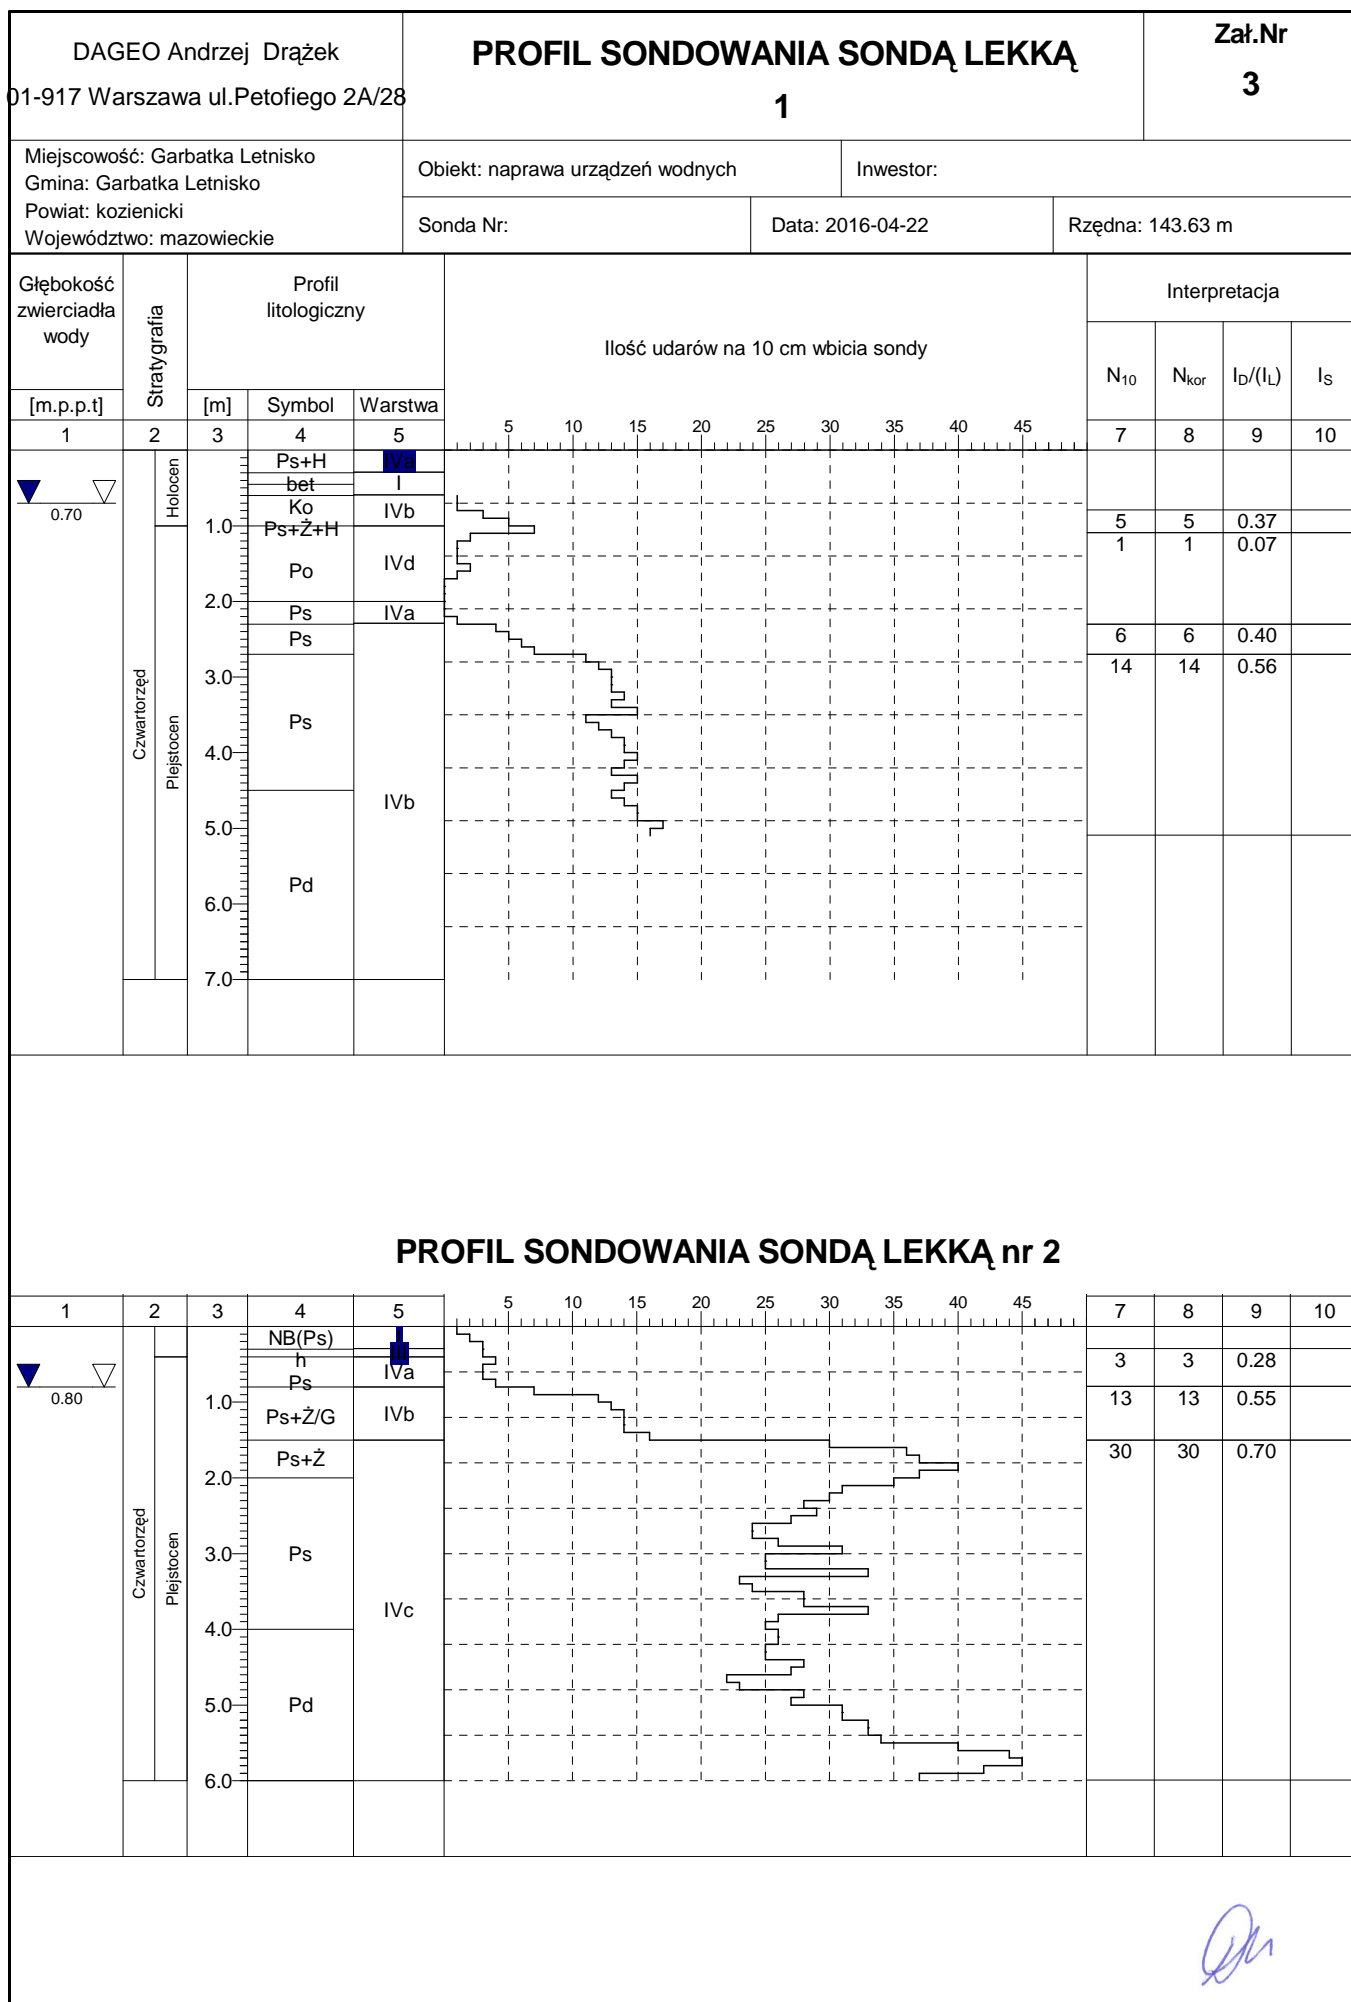 DAGEO Andrzej Drążek
01-917 Warszawa ul.Petofiego 2A/28
PROFIL SONDOWANIA SONDĄ LEKKĄ
1
Zał.Nr
3
Miejscowość: Garbatka Letnisko
Gmina: Garbatka Letnisko
Powiat: kozienicki
Województwo: mazowieckie
Obiekt: naprawa urządzeń wodnych
Inwestor:
Sonda Nr:
Data: 2016-04-22
Rzędna: 143.63 m
Głębokość
zwierciadła
wody
[m.p.p.t]
Stratygrafia
Profil
litologiczny
[m] Symbol Warstwa
Ilość udarów na 10 cm wbicia sondy
Interpretacja
N10 Nkor ID/(IL) IS
1 2 3 4 5 5 10 15 20 25 30 35 40 45 7 8 9 10
Holocen
Ps+H IVa
bet I
0.70
Ko IVb
1.0 Ps+Ż+H 5 5 0.37
1 1 0.07
Po IVd
2.0
Ps IVa
Ps 6 6 0.40
3.0 14 14 0.56
Ps
Czwartorzęd
Plejstocen
4.0
IVb
5.0
Pd
6.0
7.0
PROFIL SONDOWANIA SONDĄ LEKKĄ nr 2
1 2 3 4 5 5 10 15 20 25 30 35 40 45 7 8 9 10
NB(Ps) I
h III 3 3 0.28
Ps IVa
0.80
1.0 13 13 0.55
Ps+Ż/G IVb
Ps+Ż 30 30 0.70
2.0
Czwartorzęd
Plejstocen
Ps
3.0
IVc
4.0
Pd
5.0
6.0